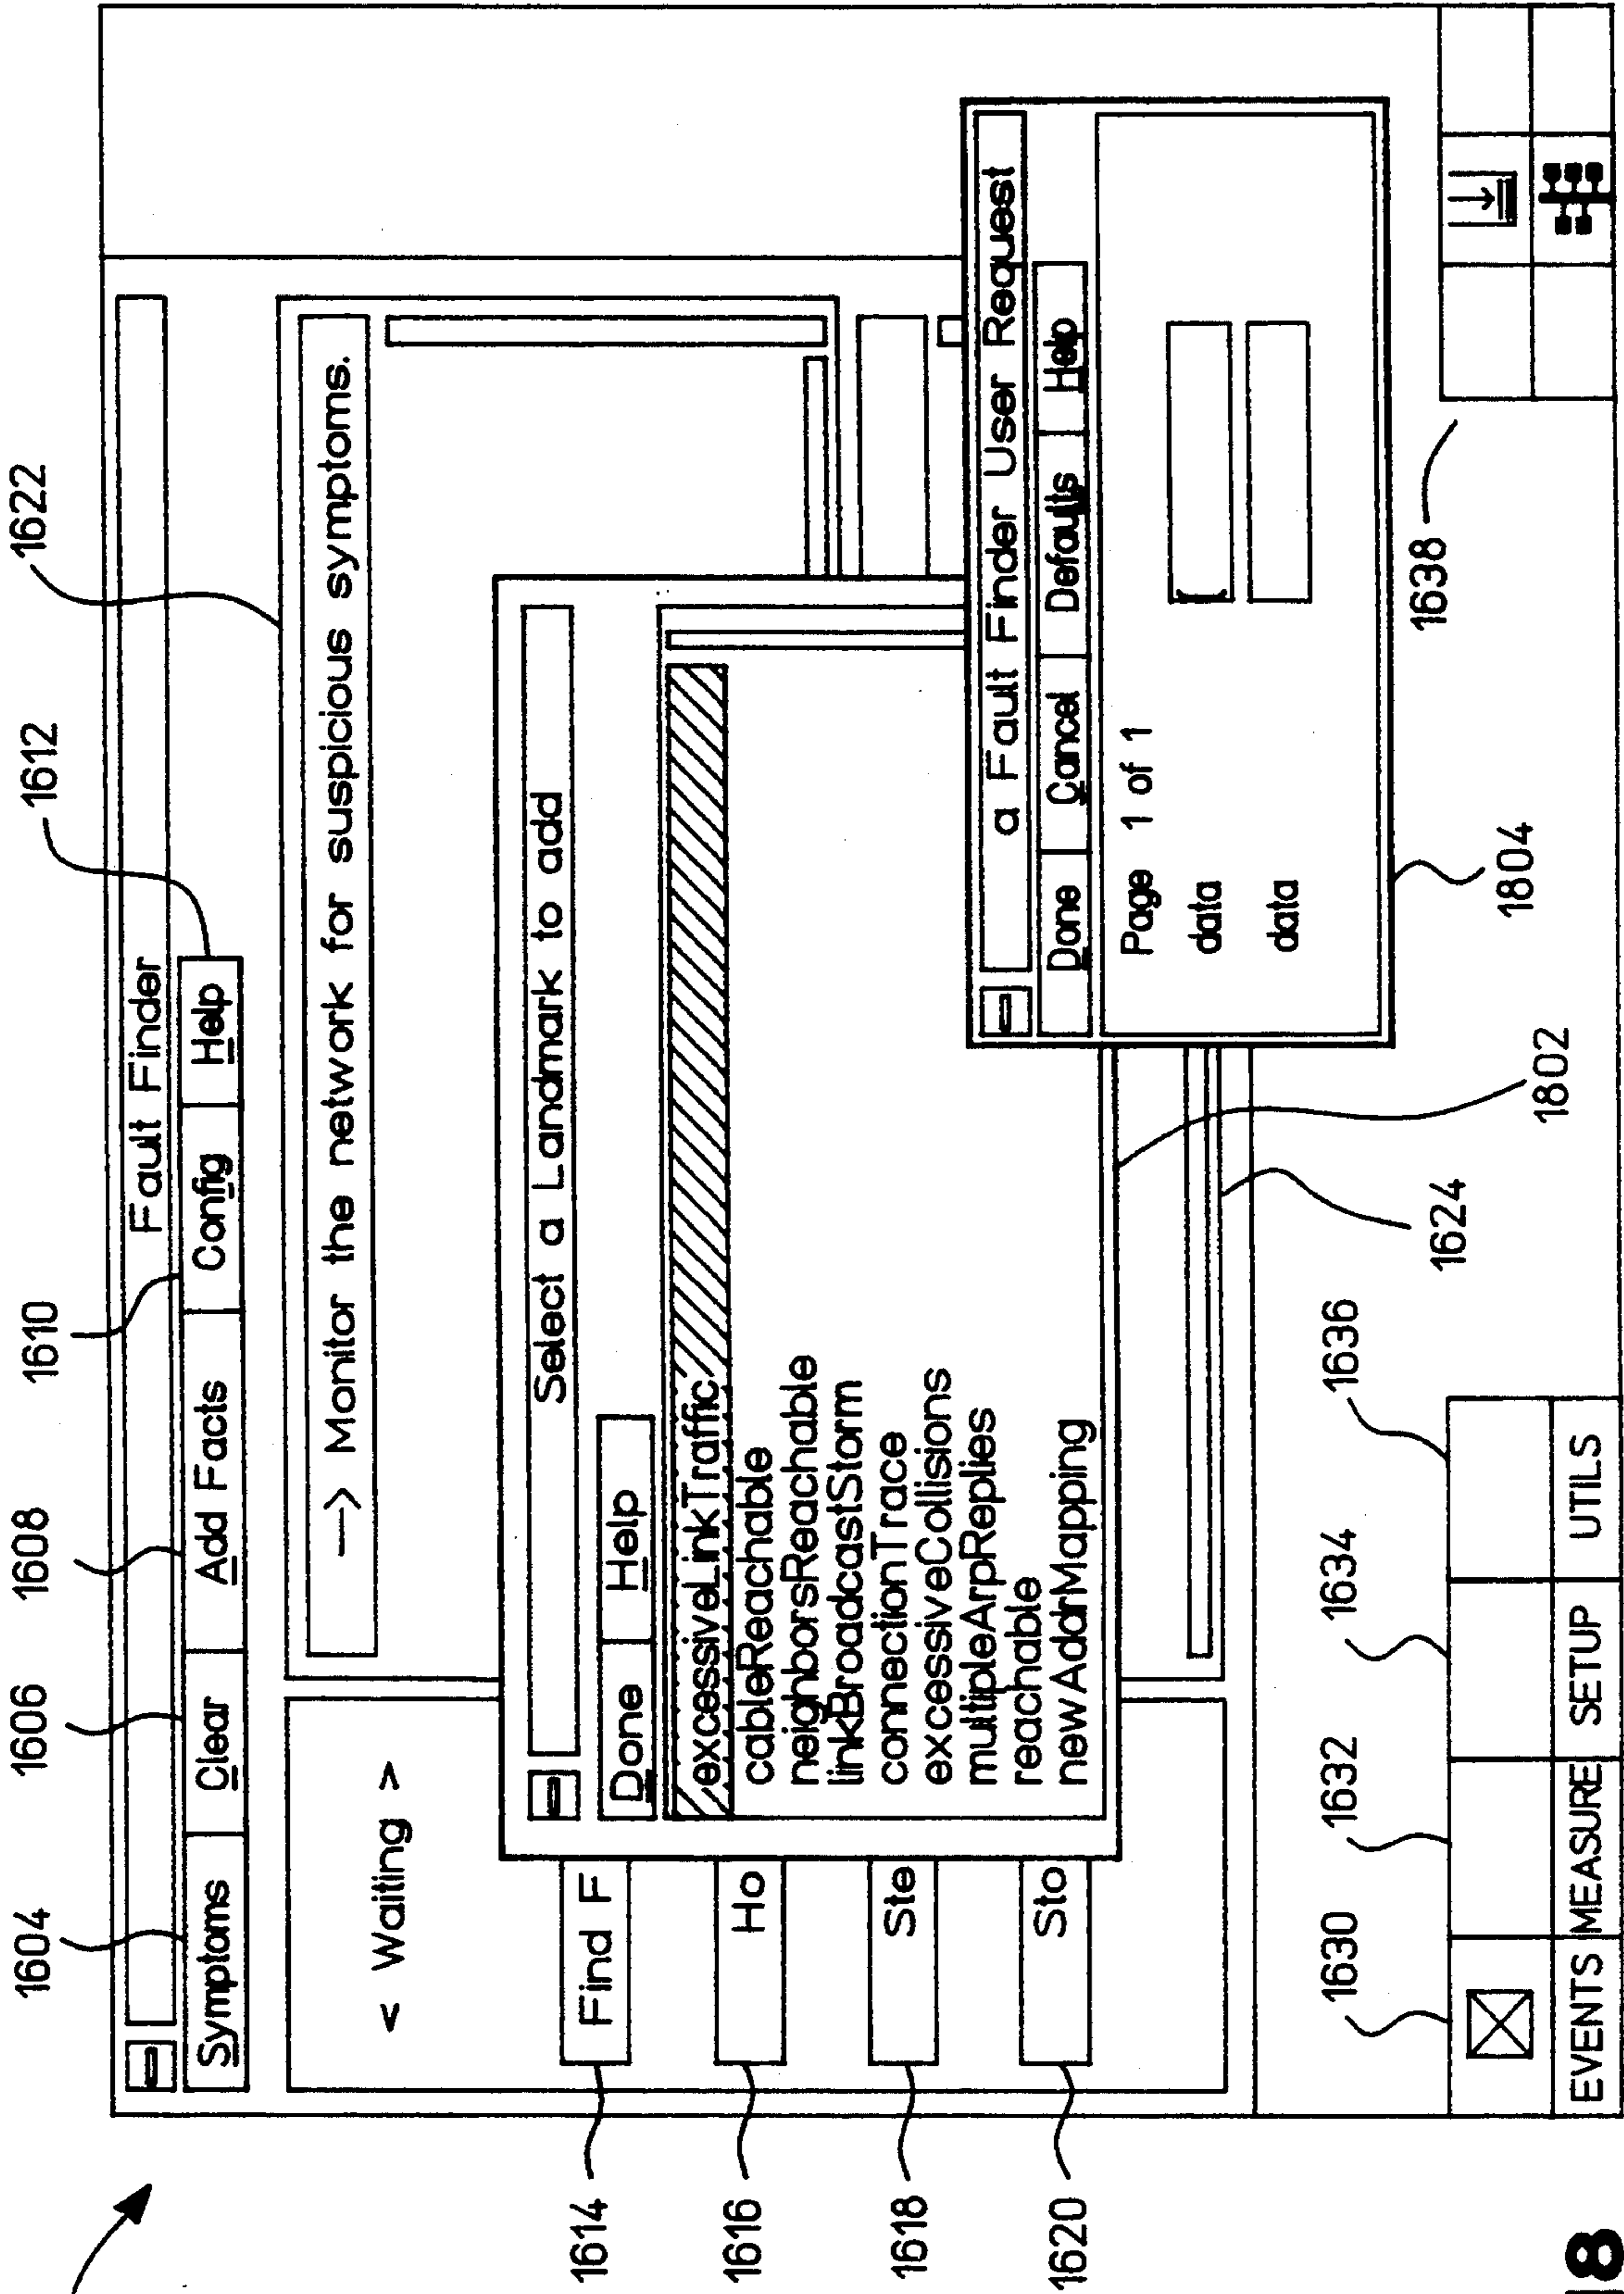 1604
1606
1608
1610
1612
1622
Fault Finder
Symptoms
Clear
Add Facts
Config
Help
< Waiting >
--> Monitor the network for suspicious symptoms.
1614
Find F
1616
Ho
1618
Ste
1620
Sto
Select a Landmark to add
Done
Help
excessiveLinkTraffic
cableReachable
neighborsReachable
linkBroadcastStorm
connectionTrace
excessiveCollisions
multipleArpReplies
reachable
newAddrMapping
a Fault Finder User Request
Done
Cancel
Defaults
Help
Page 1 of 1
data
data
1630
1632
1634
1636
1624
1802
1804
1638
EVENTS
MEASURE
SETUP
UTILS
18